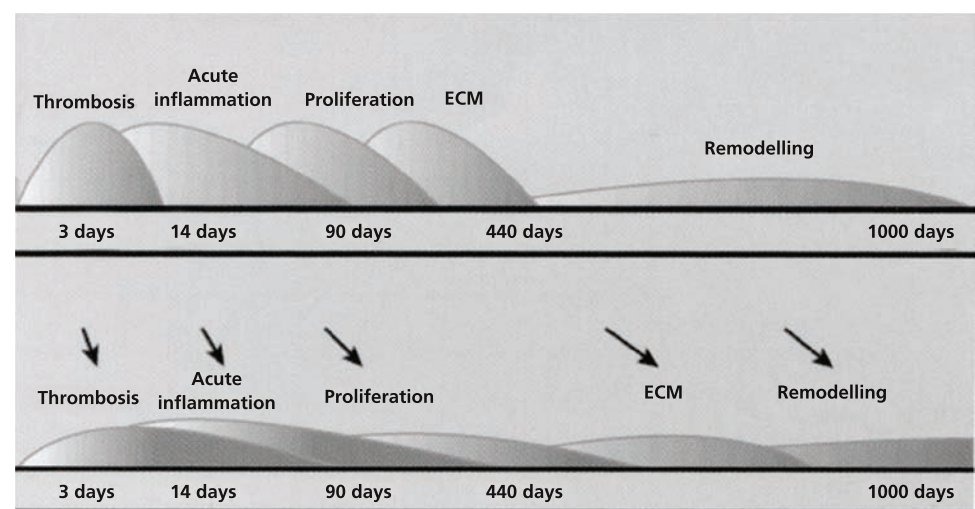 Acute
Thrombosis inflammation Proliferation ECM
Remodelling
3 days 14 days 90 days 440 days 1000 days
Acute
Thrombosis inflammation Proliferation ECM Remodelling
3 days 14 days 90 days 440 days 1000 days